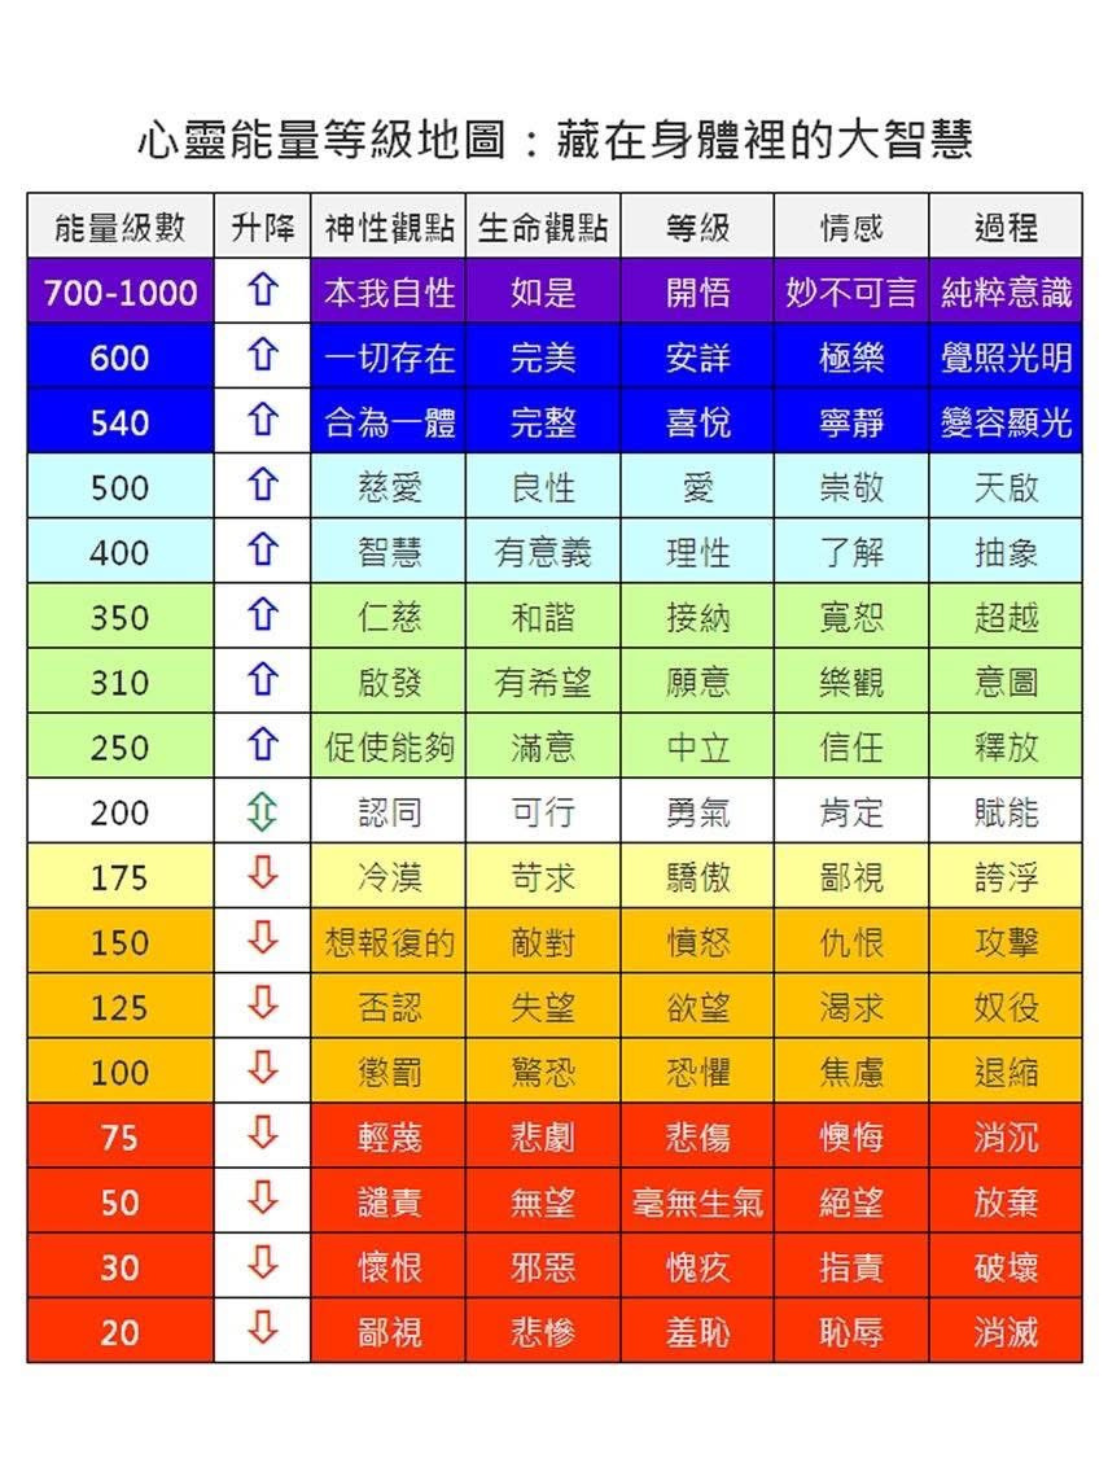 心靈能量等級地圖：藏在身體裡的大智慧
能量級數 升降 神性觀點 生命觀點 等級 情感 過程
700-1000 ⇧ 本我自性 如是 開悟 妙不可言 純粹意識
600 ⇧ 一切存在 完美 安詳 極樂 覺照光明
540 ⇧ 合為一體 完整 喜悅 寧靜 變容顯光
500 ⇧ 慈愛 良性 愛 崇敬 天啟
400 ⇧ 智慧 有意義 理性 了解 抽象
350 ⇧ 仁慈 和諧 接納 寬恕 超越
310 ⇧ 啟發 有希望 願意 樂觀 意圖
250 ⇧ 促使能夠 滿意 中立 信任 釋放
200 ⇳ 認同 可行 勇氣 肯定 賦能
175 ⇩ 冷漠 苛求 驕傲 鄙視 誇浮
150 ⇩ 想報復的 敵對 憤怒 仇恨 攻擊
125 ⇩ 否認 失望 欲望 渴求 奴役
100 ⇩ 懲罰 驚恐 恐懼 焦慮 退縮
75 ⇩ 輕蔑 悲劇 悲傷 懊悔 消沉
50 ⇩ 譴責 無望 毫無生氣 絕望 放棄
30 ⇩ 懷恨 邪惡 愧疚 指責 破壞
20 ⇩ 鄙視 悲慘 羞恥 恥辱 消滅